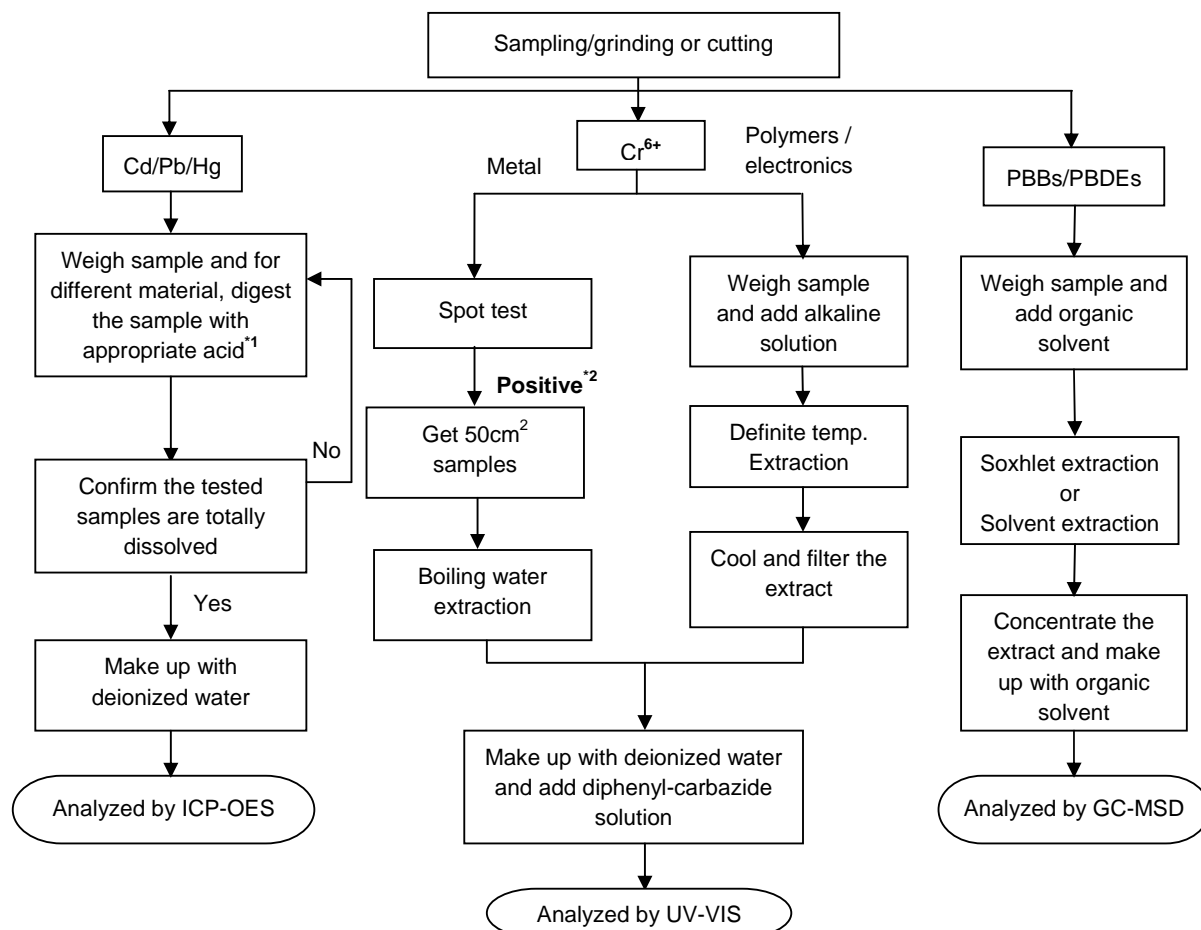 Sampling/grinding or cutting
Cd/Pb/Hg
Cr6+
Metal
Polymers /
electronics
PBBs/PBDEs
Weigh sample and for
different material, digest
the sample with
appropriate acid*1
Spot test
Weigh sample
and add alkaline
solution
Weigh sample and
add organic
solvent
Positive*2
No
Get 50cm2
samples
Definite temp.
Extraction
Soxhlet extraction
or
Solvent extraction
Confirm the tested
samples are totally
dissolved
Boiling water
extraction
Cool and filter the
extract
Yes
Concentrate the
extract and make
up with organic
solvent
Make up with
deionized water
Make up with deionized water
and add diphenyl-carbazide
solution
Analyzed by ICP-OES
Analyzed by GC-MSD
Analyzed by UV-VIS